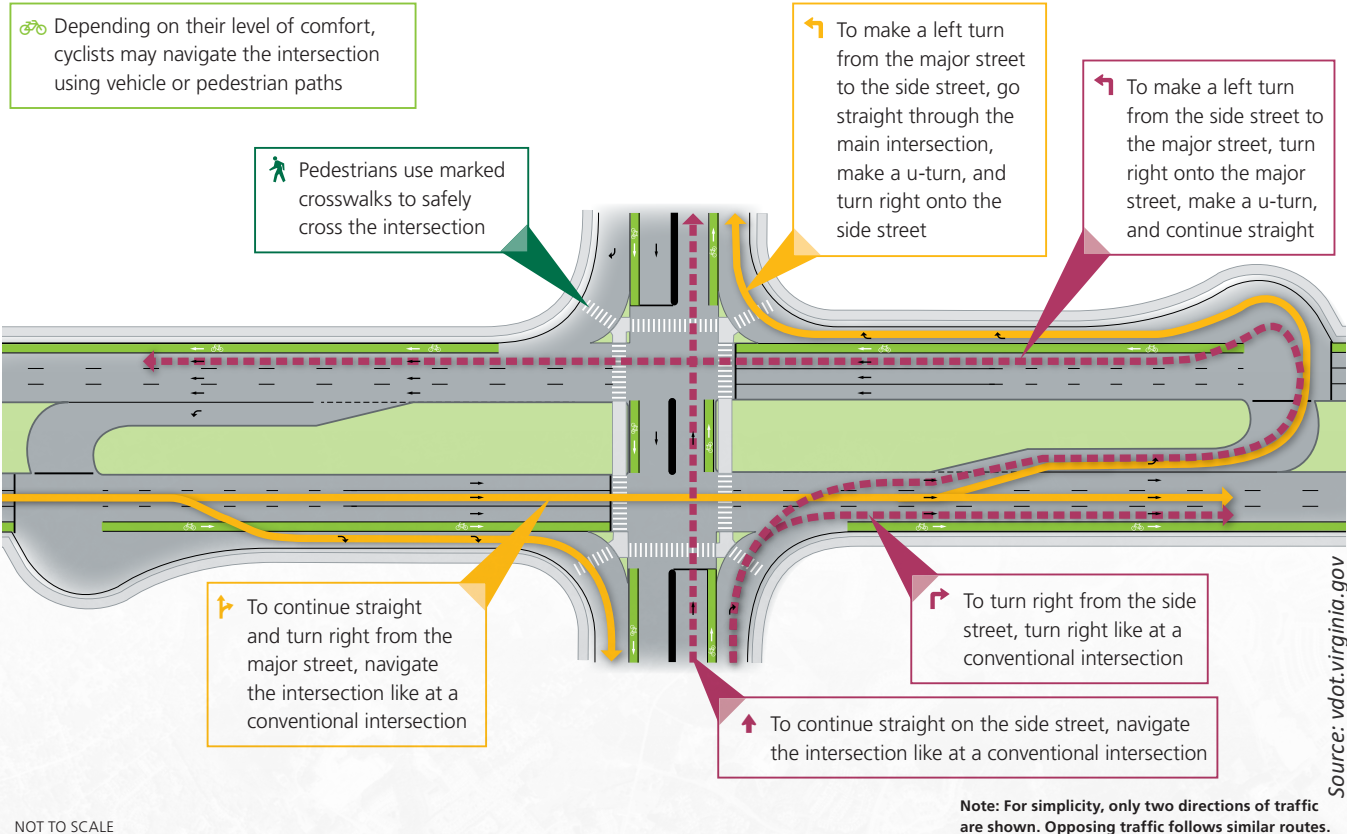 Depending on their level of comfort,
cyclists may navigate the intersection
using vehicle or pedestrian paths
Pedestrians use marked
crosswalks to safely
cross the intersection
To make a left turn
from the major street
to the side street, go
straight through the
main intersection,
make a u-turn, and
turn right onto the
side street
To make a left turn
from the side street to
the major street, turn
right onto the major
street, make a u-turn,
and continue straight
To continue straight
and turn right from the
major street, navigate
the intersection like at a
conventional intersection
To turn right from the side
street, turn right like at a
conventional intersection
To continue straight on the side street, navigate
the intersection like at a conventional intersection
Source: vdot.virginia.gov
NOT TO SCALE
Note: For simplicity, only two directions of traffic
are shown. Opposing traffic follows similar routes.